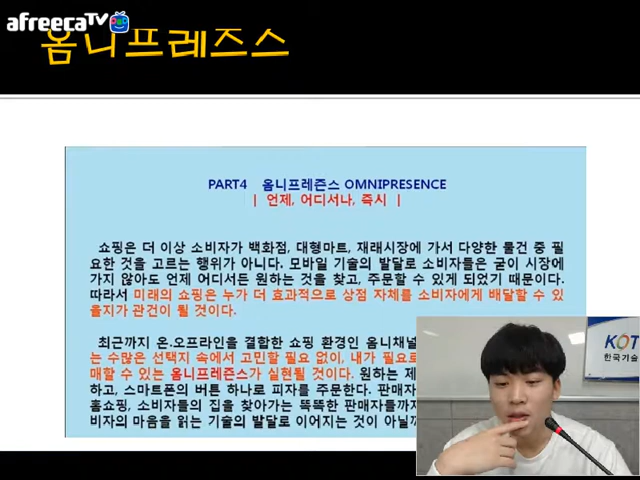 afreecaTV
옴니프레즈스
PART4 옴니프레즌스 OMNIPRESENCE
| 언제, 어디서나, 즉시 |
쇼핑은 더 이상 소비자가 백화점, 대형마트, 재래시장에 가서 다양한 물건 중 필
요한 것을 고르는 행위가 아니다. 모바일 기술의 발달로 소비자들은 굳이 시장에
가지 않아도 언제 어디서든 원하는 것을 찾고, 주문할 수 있게 되었기 때문이다.
따라서 미래의 쇼핑은 누가 더 효과적으로 상점 자체를 소비자에게 배달할 수 있
을지가 관건이 될 것이다.
최근까지 온.오프라인을 결합한 쇼핑 환경인 옴니채널
는 수많은 선택지 속에서 고민할 필요 없이, 내가 필요로
매할 수 있는 옴니프레즌스가 실현될 것이다. 원하는 제
하고, 스마트폰의 버튼 하나로 피자를 주문한다. 판매자
홈쇼핑, 소비자들의 집을 찾아가는 똑똑한 판매자들까지
비자의 마음을 읽는 기술의 발달로 이어지는 것이 아닐까
KOT
한국기술